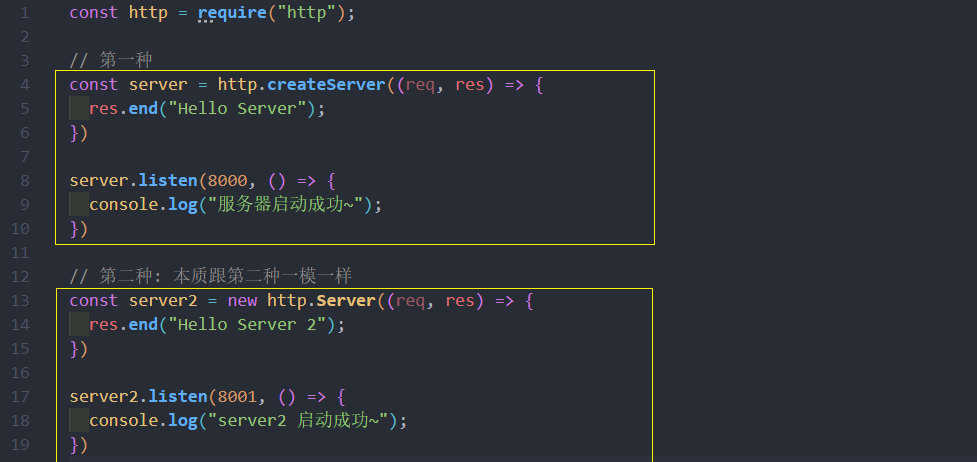 1 const http = require("http");
2
3 // 第一种
4 const server = http.createServer((req, res) => {
5   res.end("Hello Server");
6 })
7
8 server.listen(8000, () => {
9   console.log("服务器启动成功~");
10 })
11
12 // 第二种: 本质跟第二种一模一样
13 const server2 = new http.Server((req, res) => {
14   res.end("Hello Server 2");
15 })
16
17 server2.listen(8001, () => {
18   console.log("server2 启动成功~");
19 })